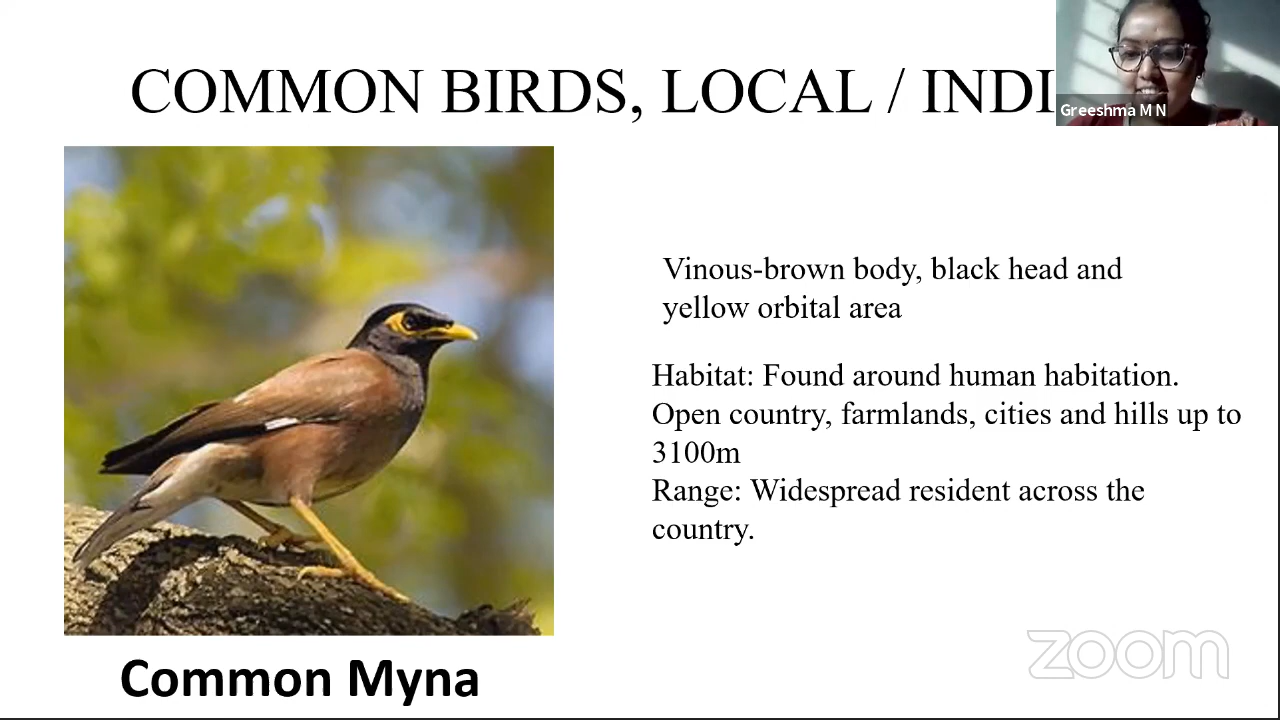 COMMON BIRDS, LOCAL / INDI
Greeshma M N
Vinous-brown body, black head and
yellow orbital area
Habitat: Found around human habitation.
Open country, farmlands, cities and hills up to
3100m
Range: Widespread resident across the
country.
Common Myna
zoom